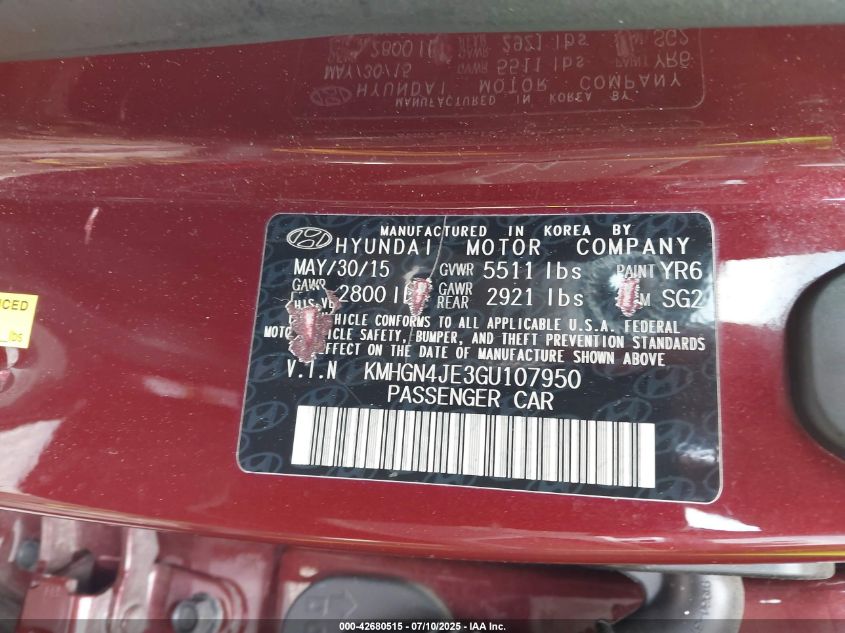 MANUFACTURED IN KOREA BY
HYUNDAI MOTOR COMPANY
MAY/30/15 GVWR 5511 lbs PAINT YR6
GAWR 2800 GAWR REAR 2921 lbs SG2
VEHICLE CONFORMS TO ALL APPLICABLE U.S.A. FEDERAL
SAFETY, BUMPER, AND THEFT PREVENTION STANDARDS
EFFECT ON THE DATE OF MANUFACTURE SHOWN ABOVE
V.I.N KMHGN4JE3GU107950
PASSENGER CAR
000-42680515 - 07/10/2025 - IAA Inc.